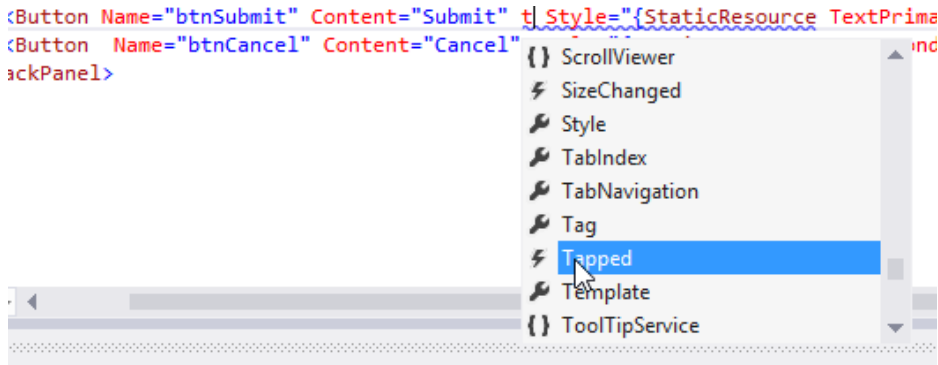 <Button Name="btnSubmit" Content="Submit" t Style="{StaticResource TextPrima
<Button  Name="btnCancel" Content="Cancel"
ackPanel>
{} ScrollViewer
SizeChanged
Style
TabIndex
TabNavigation
Tag
Tapped
Template
{} ToolTipService